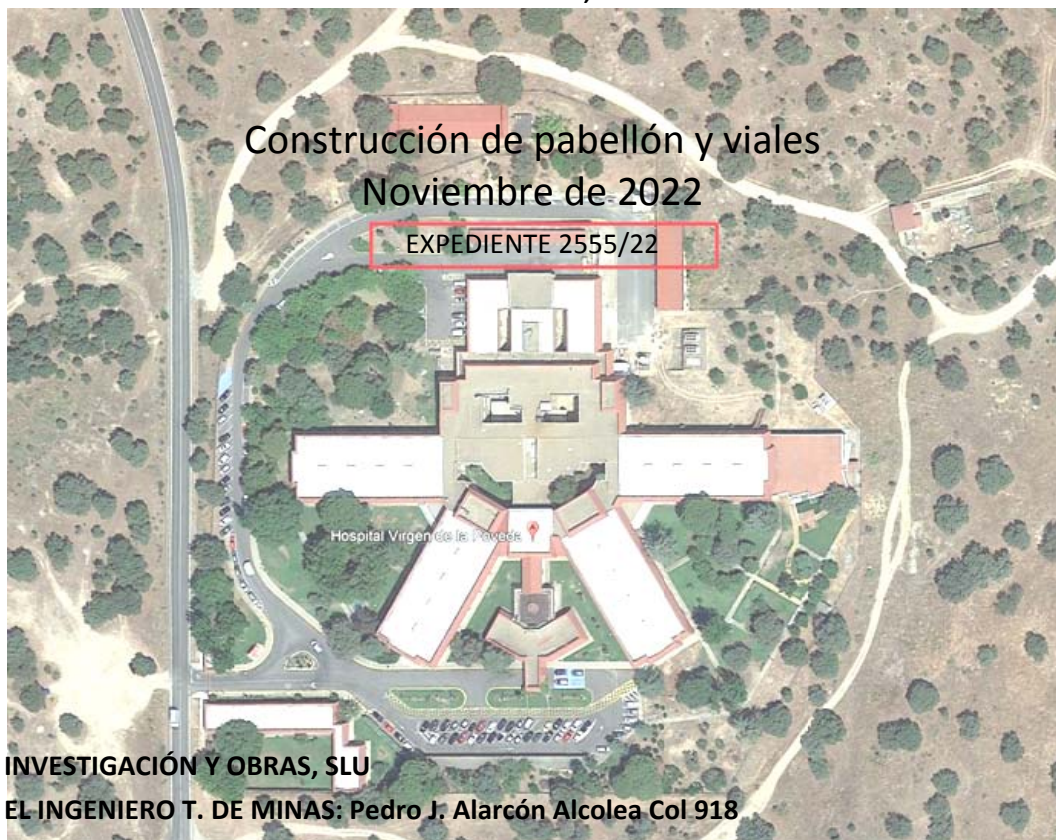 Construcción de pabellón y viales
Noviembre de 2022
EXPEDIENTE 2555/22
Hospital Virgen de la Poveda
INVESTIGACIÓN Y OBRAS, SLU
EL INGENIERO T. DE MINAS: Pedro J. Alarcón Alcolea Col 918